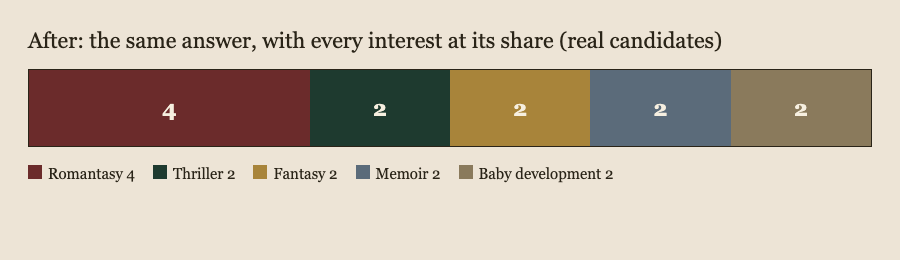 After: the same answer, with every interest at its share (real candidates)
4 2 2 2 2
Romantasy 4 Thriller 2 Fantasy 2 Memoir 2 Baby development 2